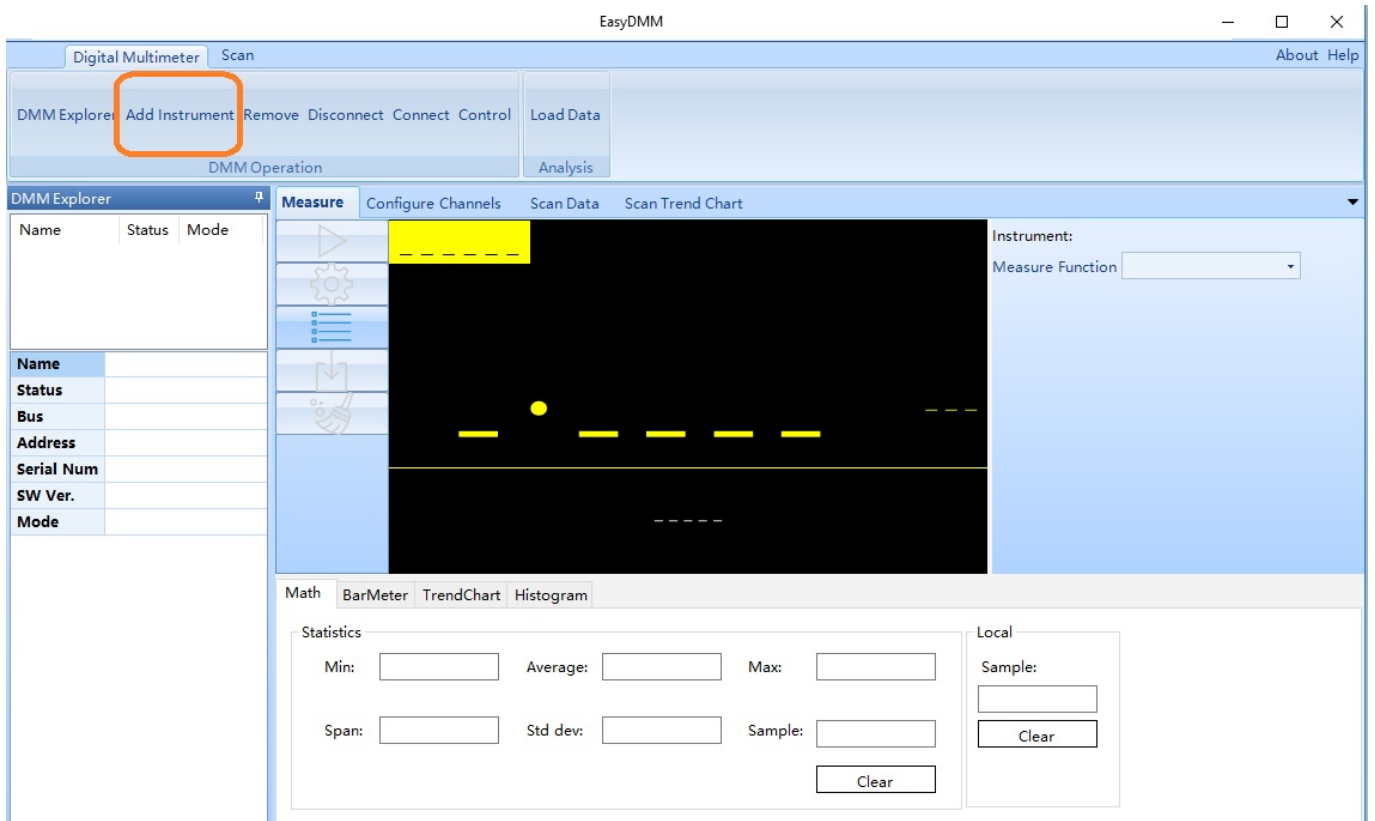 EasyDMM
Digital Multimeter Scan About Help
DMM Explorer Add Instrument Remove Disconnect Connect Control Load Data
DMM Operation Analysis
DMM Explorer
Measure Configure Channels Scan Data Scan Trend Chart
Name Status Mode
Instrument:
Measure Function
Name
Status
Bus
Address
Serial Num
SW Ver.
Mode
Math BarMeter TrendChart Histogram
Statistics Local
Min: Average: Max: Sample:
Span: Std dev: Sample: Clear
Clear